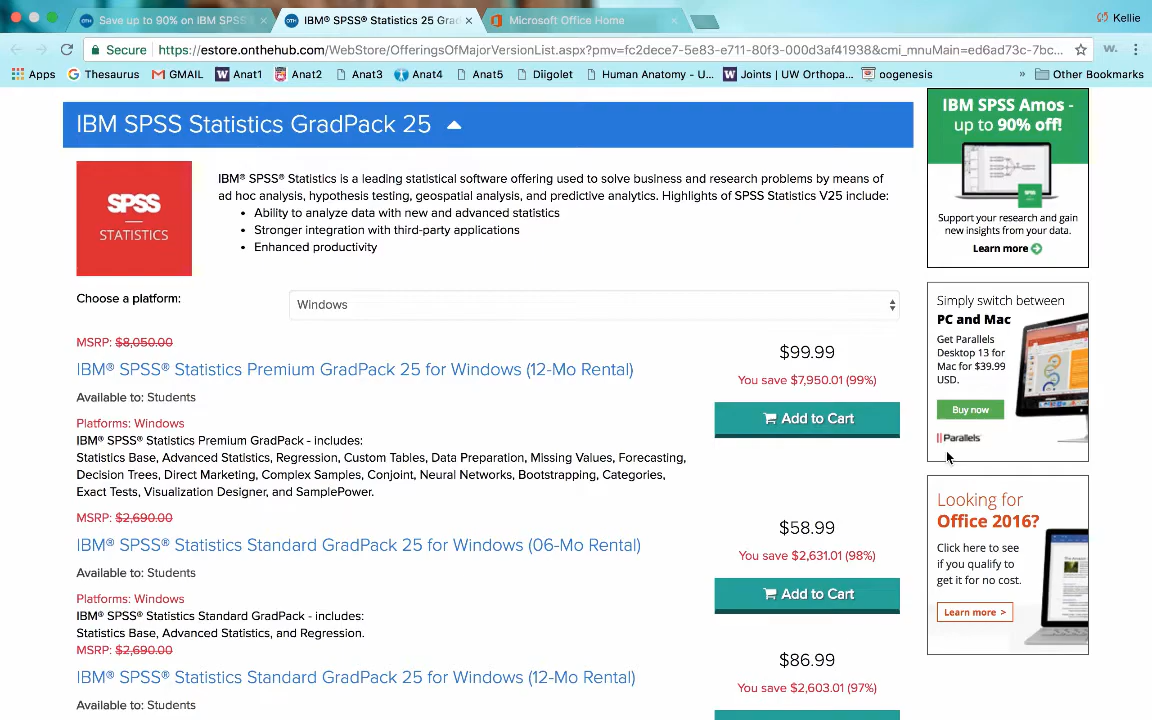 Save up to 90% on IBM SPSS
IBM® SPSS® Statistics 25 Grad
Microsoft Office Home
Kellie
Secure
https://estore.onthehub.com/WebStore/OfferingsOfMajorVersionList.aspx?pmv=fc2dece7-5e83-e711-80f3-000d3af41938&cmi_mnuMain=ed6ad73c-7bc...
Apps
Thesaurus
GMAIL
Anat1
Anat2
Anat3
Anat4
Anat5
Diigolet
Human Anatomy - U...
Joints | UW Orthopa...
oogenesis
»
Other Bookmarks
IBM SPSS Statistics GradPack 25
SPSS
STATISTICS
IBM® SPSS® Statistics is a leading statistical software offering used to solve business and research problems by means of
ad hoc analysis, hypothesis testing, geospatial analysis, and predictive analytics. Highlights of SPSS Statistics V25 include:
• Ability to analyze data with new and advanced statistics
• Stronger integration with third-party applications
• Enhanced productivity
Choose a platform:
Windows
MSRP: $8,050.00
IBM® SPSS® Statistics Premium GradPack 25 for Windows (12-Mo Rental)
Available to: Students
Platforms: Windows
IBM® SPSS® Statistics Premium GradPack - includes:
Statistics Base, Advanced Statistics, Regression, Custom Tables, Data Preparation, Missing Values, Forecasting,
Decision Trees, Direct Marketing, Complex Samples, Conjoint, Neural Networks, Bootstrapping, Categories,
Exact Tests, Visualization Designer, and SamplePower.
$99.99
You save $7,950.01 (99%)
Add to Cart
MSRP: $2,690.00
IBM® SPSS® Statistics Standard GradPack 25 for Windows (06-Mo Rental)
Available to: Students
Platforms: Windows
IBM® SPSS® Statistics Standard GradPack - includes:
Statistics Base, Advanced Statistics, and Regression.
$58.99
You save $2,631.01 (98%)
Add to Cart
MSRP: $2,690.00
IBM® SPSS® Statistics Standard GradPack 25 for Windows (12-Mo Rental)
Available to: Students
$86.99
You save $2,603.01 (97%)
IBM SPSS Amos -
up to 90% off!
Support your research and gain
new insights from your data.
Learn more
Simply switch between
PC and Mac
Get Parallels
Desktop 13 for
Mac for $39.99
USD.
Buy now
Parallels
Looking for
Office 2016?
Click here to see
if you qualify to
get it for no cost.
Learn more >